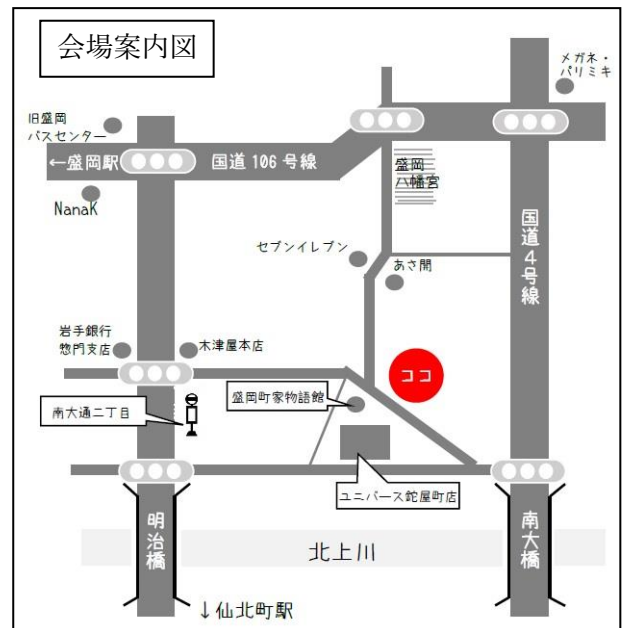 会場案内図
メガネ・
パリミキ
旧盛岡
バスセンター
←盛岡駅
国道106号線
盛岡
八幡宮
NanaK
国道4号線
セブンイレブン
あさ開
岩手銀行
惣門支店
木津屋本店
ココ
盛岡町家物語館
南大通二丁目
ユニバース鉈屋町店
明治橋
南大橋
北上川
↓仙北町駅